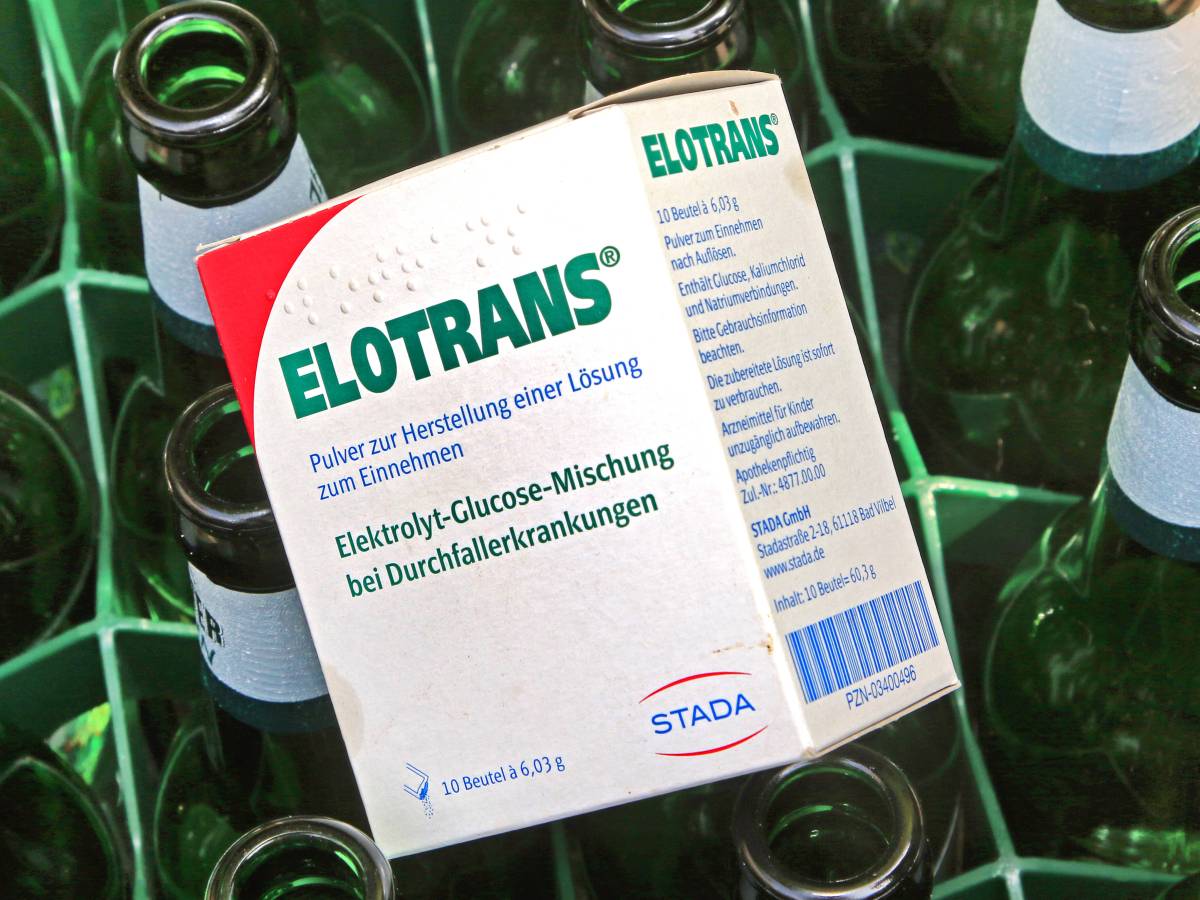 ELOTRANS®
Pulver zur Herstellung einer Lösung
zum Einnehmen
Elektrolyt-Glucose-Mischung
bei Durchfallerkrankungen
10 Beutel à 6,03 g
STADA
ELOTRANS®
10 Beutel à 6,03 g
Pulver zum Einnehmen
nach Auflösen.
Enthält Glucose, Kaliumchlorid
und Natriumverbindungen.
Bitte Gebrauchsinformation
beachten.
Die zubereitete Lösung ist sofort
zu verbrauchen.
Arzneimittel für Kinder
unzugänglich aufbewahren.
Apothekenpflichtig
Zul.-Nr.: 4877.00.00
STADA GmbH
Stadastraße 2-18, 61118 Bad Vilbel
www.stada.de
Inhalt: 10 Beutel= 60,3 g
PZN-03400496